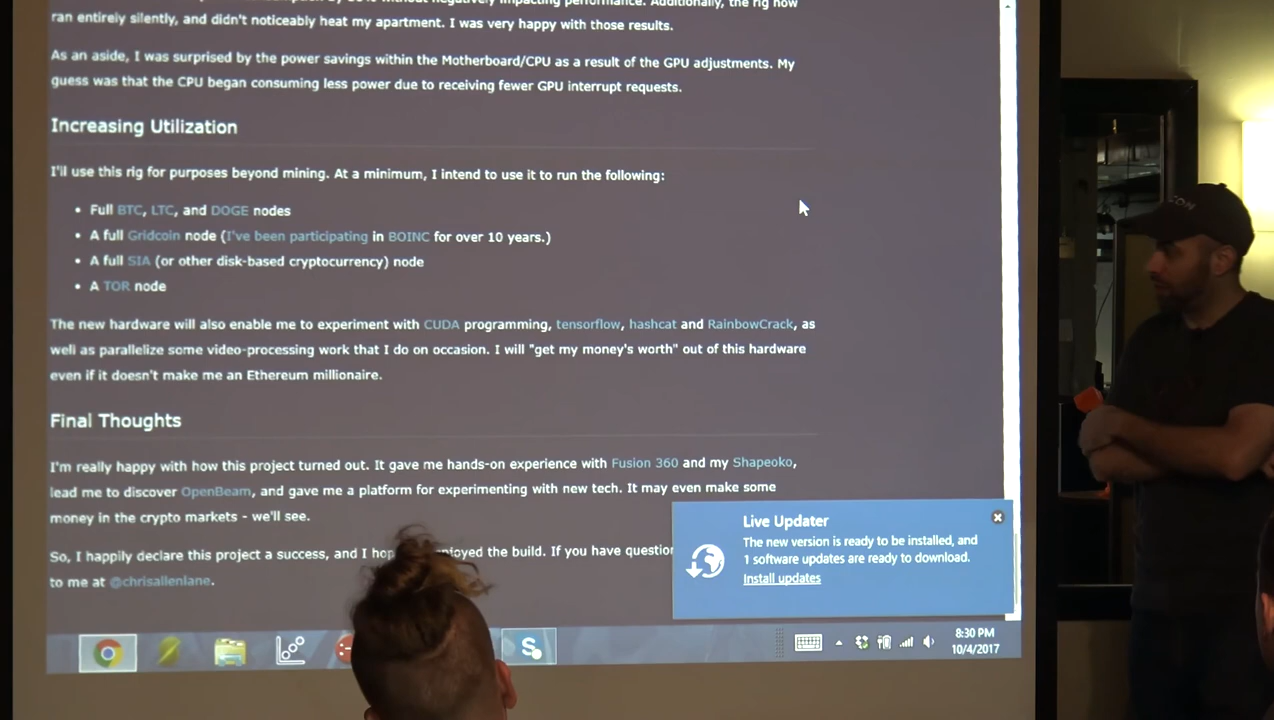 ran entirely silently, and didn't noticeably heat my apartment. I was very happy with those results.
As an aside, I was surprised by the power savings within the Motherboard/CPU as a result of the GPU adjustments. My
guess was that the CPU began consuming less power due to receiving fewer GPU interrupt requests.
Increasing Utilization
I'll use this rig for purposes beyond mining. At a minimum, I intend to use it to run the following:
• Full BTC, LTC, and DOGE nodes
• A full Gridcoin node (I've been participating in BOINC for over 10 years.)
• A full SIA (or other disk-based cryptocurrency) node
• A TOR node
The new hardware will also enable me to experiment with CUDA programming, tensorflow, hashcat and RainbowCrack, as
well as parallelize some video-processing work that I do on occasion. I will "get my money's worth" out of this hardware
even if it doesn't make me an Ethereum millionaire.
Final Thoughts
I'm really happy with how this project turned out. It gave me hands-on experience with Fusion 360 and my Shapeoko,
lead me to discover OpenBeam, and gave me a platform for experimenting with new tech. It may even make some
money in the crypto markets - we'll see.
So, I happily declare this project a success, and I the build. If you have
to me at @chrisallenlane.
Live Updater
The new version is ready to be installed, and
1 software updates are ready to download.
Install updates
8:30 PM
10/4/2017